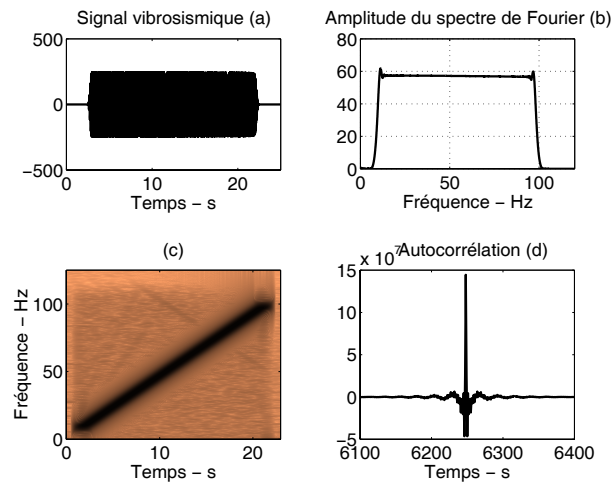 Signal vibrosismique (a)
500
0
−500
0
10
20
Temps − s
Amplitude du spectre de Fourier (b)
80
60
40
20
0
0
50
100
Fréquence − Hz
(c)
Fréquence − Hz
100
50
0
0
10
20
Temps − s
x 10⁷
Autocorrélation (d)
15
10
5
0
−5
6100
6200
6300
6400
Temps − s